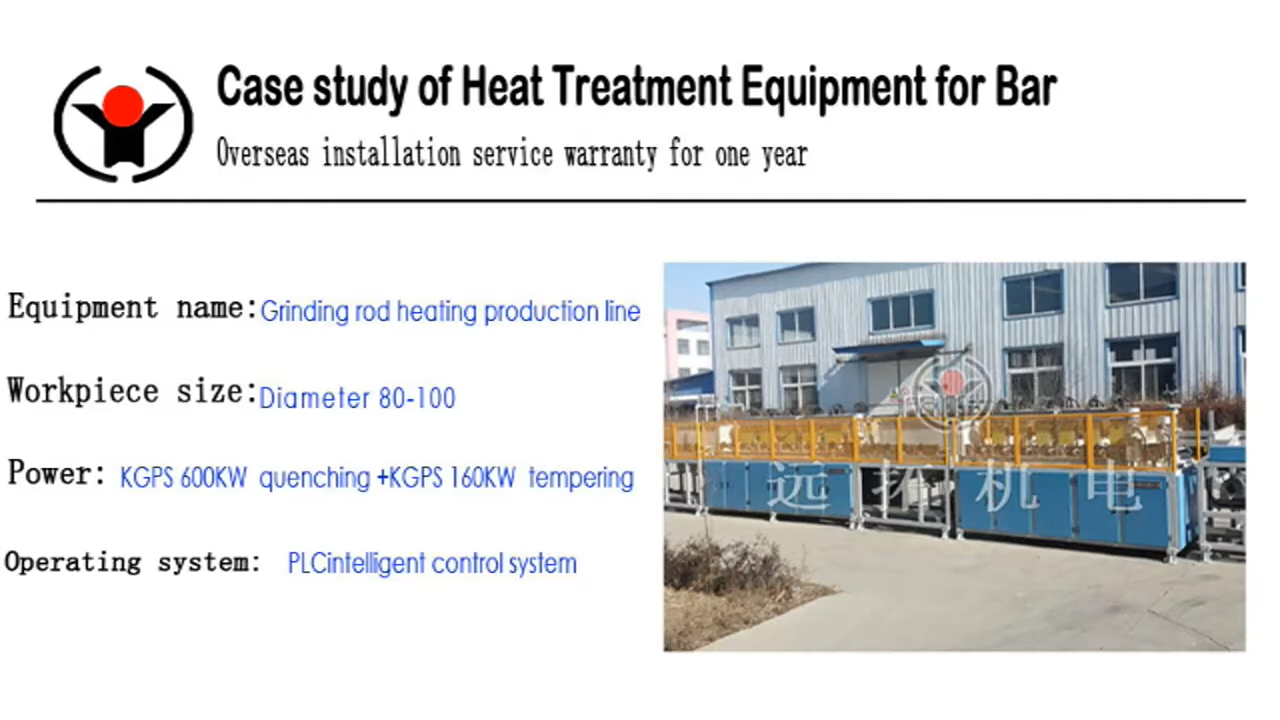 Case study of Heat Treatment Equipment for Bar
Overseas installation service warranty for one year
Equipment name: Grinding rod heating production line
Workpiece size: Diameter 80-100
Power: KGPS 600KW quenching +KGPS 160KW tempering
Operating system: PLCintelligent control system
远拓机电